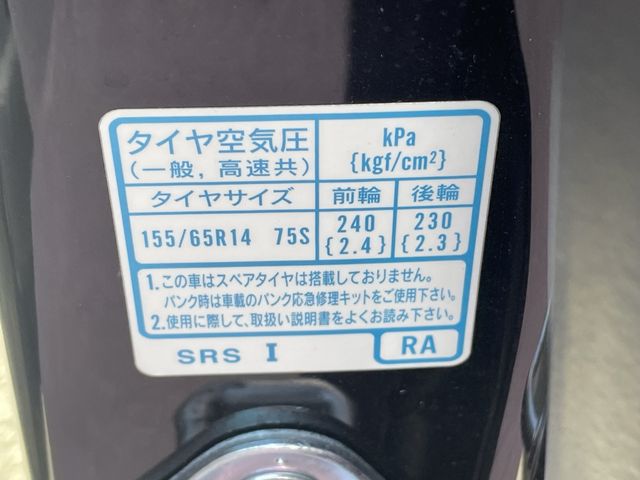 タイヤ空気圧
(一般, 高速共)
kPa
{kgf/cm²}
タイヤサイズ 前輪 後輪
155/65R14 75S 240 230
{2.4} {2.3}
1.この車はスペアタイヤは搭載しておりません。
パンク時は車載のパンク応急修理キットをご使用下さい。
2.使用に際して、取扱い説明書をよくお読み下さい。
SRS I RA